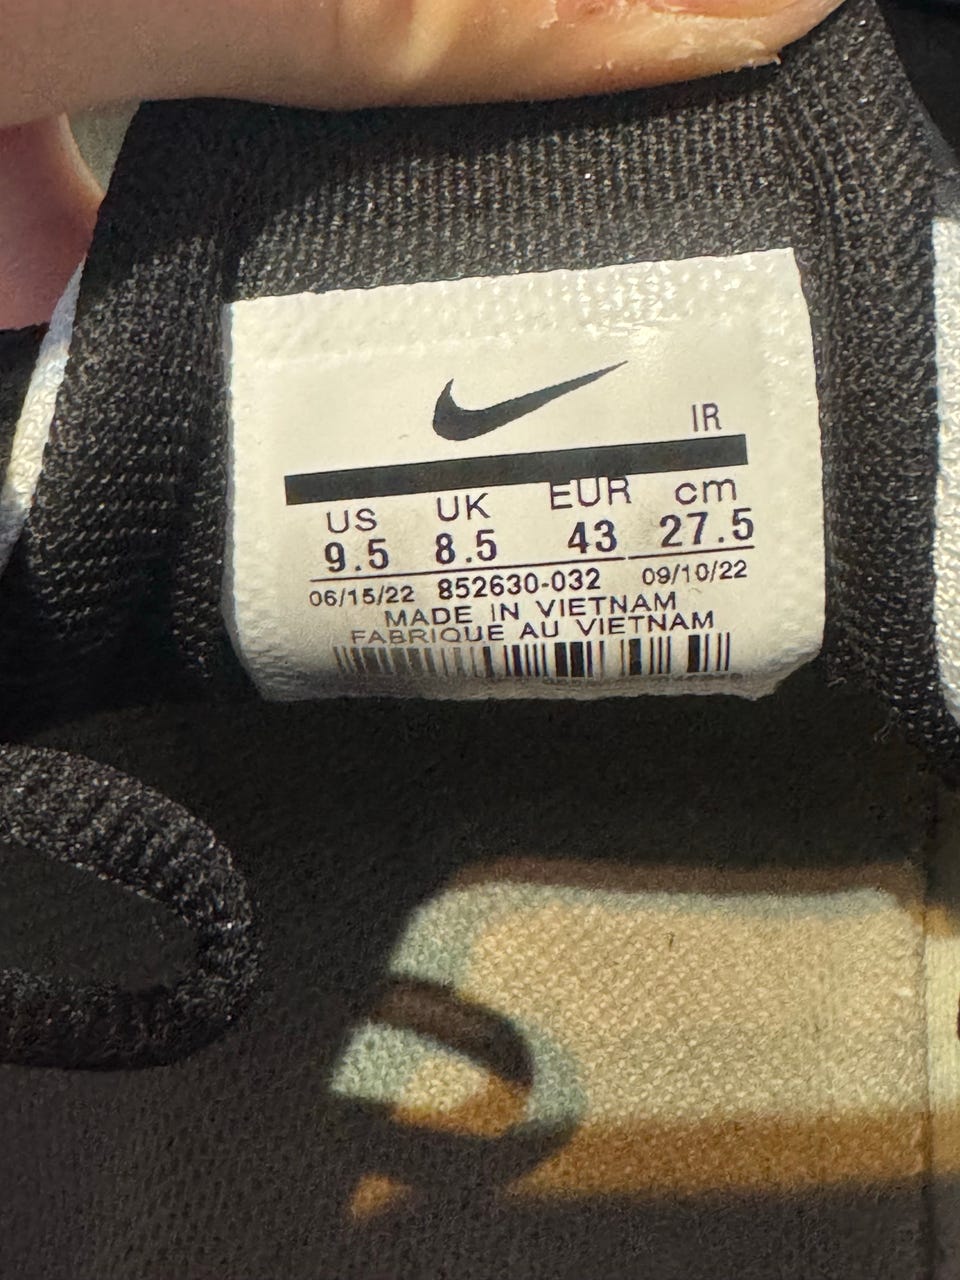 IR
US UK EUR cm
9.5 8.5 43 27.5
06/15/22 852630-032 09/10/22
MADE IN VIETNAM
FABRIQUE AU VIETNAM